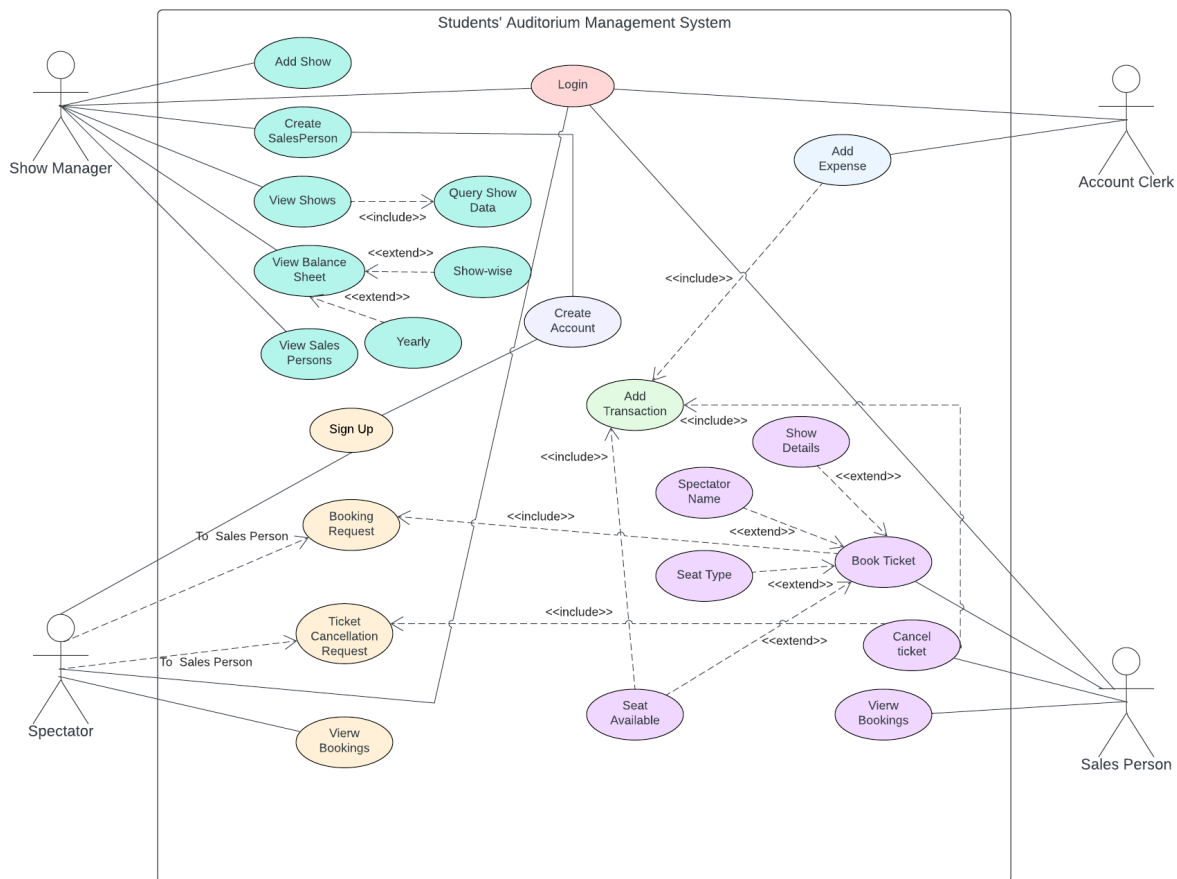 Students' Auditorium Management System
Add Show
Login
Create
SalesPerson
Add
Expense
Show Manager
Account Clerk
View Shows
<<include>>
Query Show
Data
View Balance
Sheet
<<extend>>
Show-wise
<<extend>>
<<include>>
Create
Account
View Sales
Persons
Yearly
Add
Transaction
<<include>>
Sign Up
Show
Details
<<include>>
<<extend>>
Spectator
Name
Booking
Request
<<include>>
<<extend>>
To Sales Person
Book Ticket
Seat Type
<<extend>>
Ticket
Cancellation
Request
<<include>>
To Sales Person
<<extend>>
Cancel
ticket
Spectator
Vierw
Bookings
Seat
Available
Vierw
Bookings
Sales Person